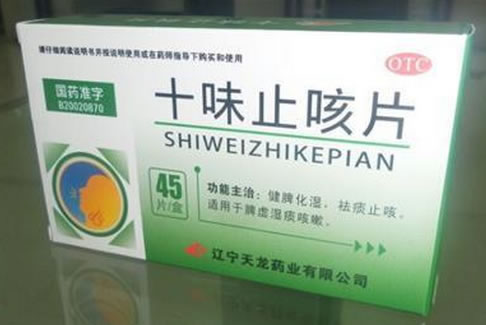 请仔细阅读说明书并按说明使用或在药师指导下购买和使用
OTC
国药准字
B20020870
十味止咳片
SHIWEIZHIKEPIAN
45
片/盒
功能主治：健脾化湿，祛痰止咳。
适用于脾虚湿痰咳嗽。
辽宁天龙药业有限公司